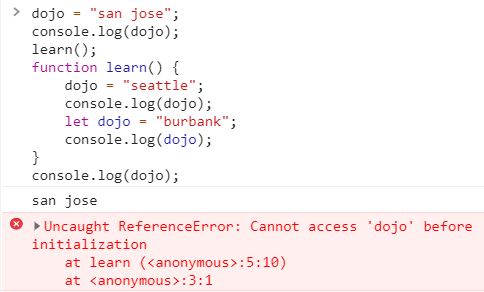 > dojo = "san jose";
console.log(dojo);
learn();
function learn() {
    dojo = "seattle";
    console.log(dojo);
    let dojo = "burbank";
    console.log(dojo);
}
console.log(dojo);
san jose
Uncaught ReferenceError: Cannot access 'dojo' before
initialization
    at learn (<anonymous>:5:10)
    at <anonymous>:3:1